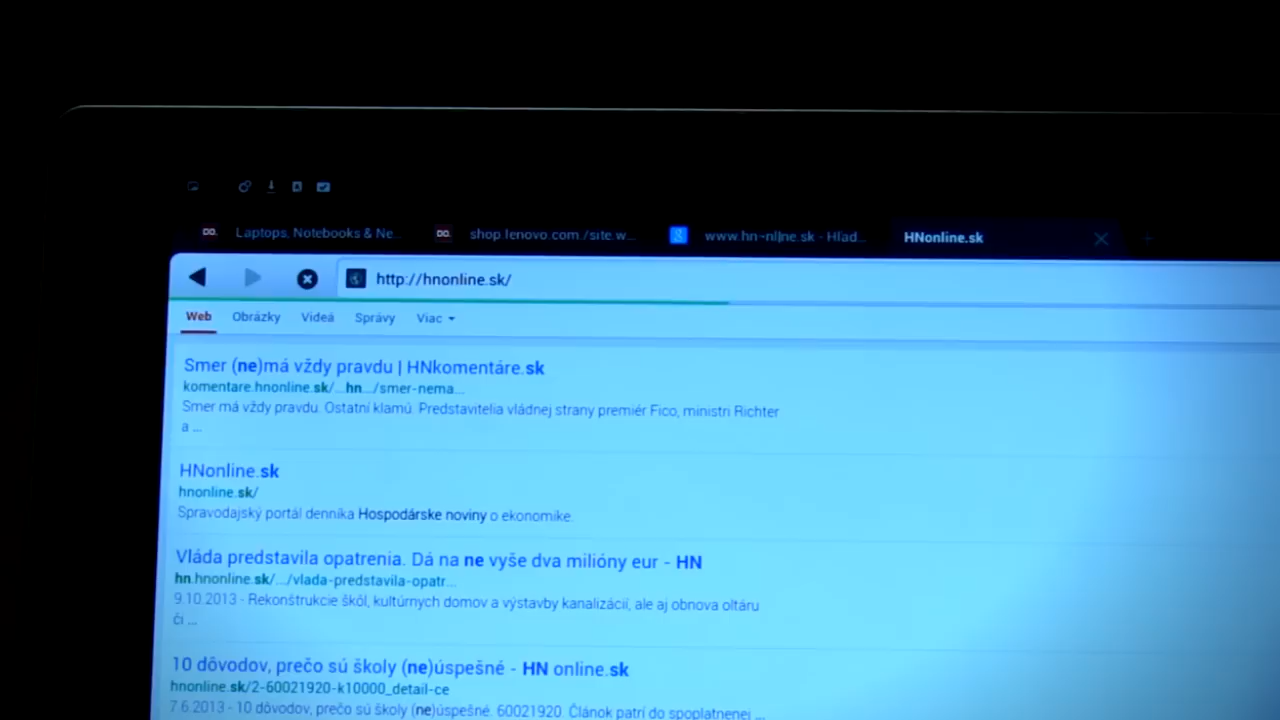 DO. Laptops, Notebooks & Ne... DO. shop.lenovo.com /site.w... 8 www.hn-nline.sk - Hľad... HNonline.sk
http://hnonline.sk/
Web Obrázky Videá Správy Viac
Smer (ne)má vždy pravdu | HNkomentáre.sk
komentare.hnonline.sk/...hn.../smer-nema...
Smer má vždy pravdu. Ostatní klamú. Predstavitelia vládnej strany premiér Fico, ministri Richter
a ...
HNonline.sk
hnonline.sk/
Spravodajský portál denníka Hospodárske noviny o ekonomike.
Vláda predstavila opatrenia. Dá na ne vyše dva milióny eur - HN
hn.hnonline.sk/.../vlada-predstavila-opatr...
9.10.2013 - Rekonštrukcie škôl, kultúrnych domov a výstavby kanalizácií, ale aj obnova oltáru
či ...
10 dôvodov, prečo sú školy (ne)úspešné - HN online.sk
hnonline.sk/2-60021920-k10000_detail-ce
7.6.2013 - 10 dôvodov, prečo sú školy (ne)úspešné. 60021920. Článok patrí do spoplatnenej ...